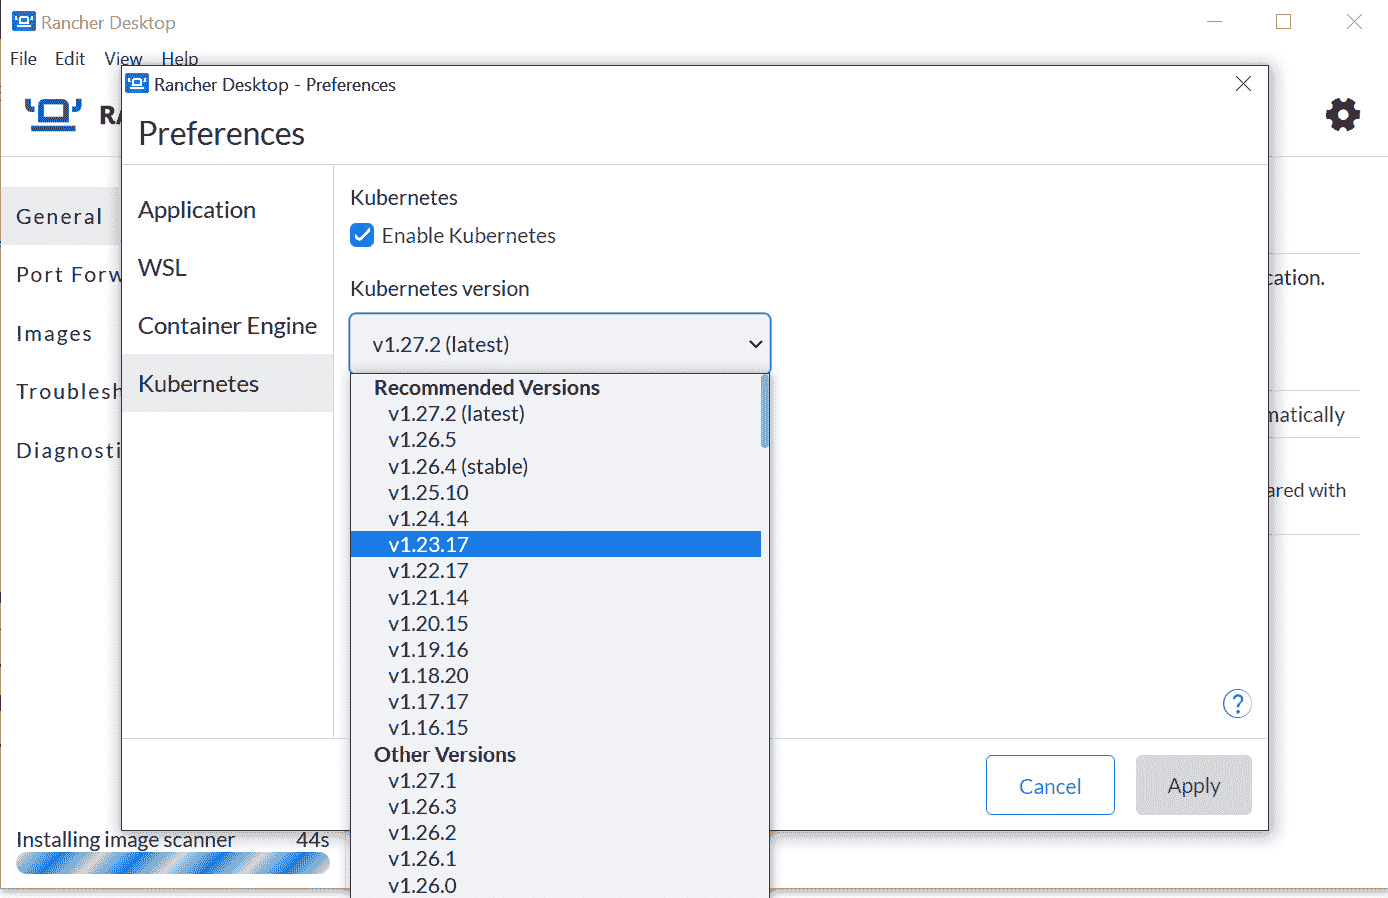 Rancher Desktop
File Edit View Help
Rancher Desktop - Preferences
Preferences
General
Port Forw
Images
Troublesh
Diagnosti
Application
WSL
Container Engine
Kubernetes
Kubernetes
Enable Kubernetes
Kubernetes version
v1.27.2 (latest)
Recommended Versions
v1.27.2 (latest)
v1.26.5
v1.26.4 (stable)
v1.25.10
v1.24.14
v1.23.17
v1.22.17
v1.21.14
v1.20.15
v1.19.16
v1.18.20
v1.17.17
v1.16.15
Other Versions
v1.27.1
v1.26.3
v1.26.2
v1.26.1
v1.26.0
cation.
matically
ared with
?
Cancel Apply
Installing image scanner 44s